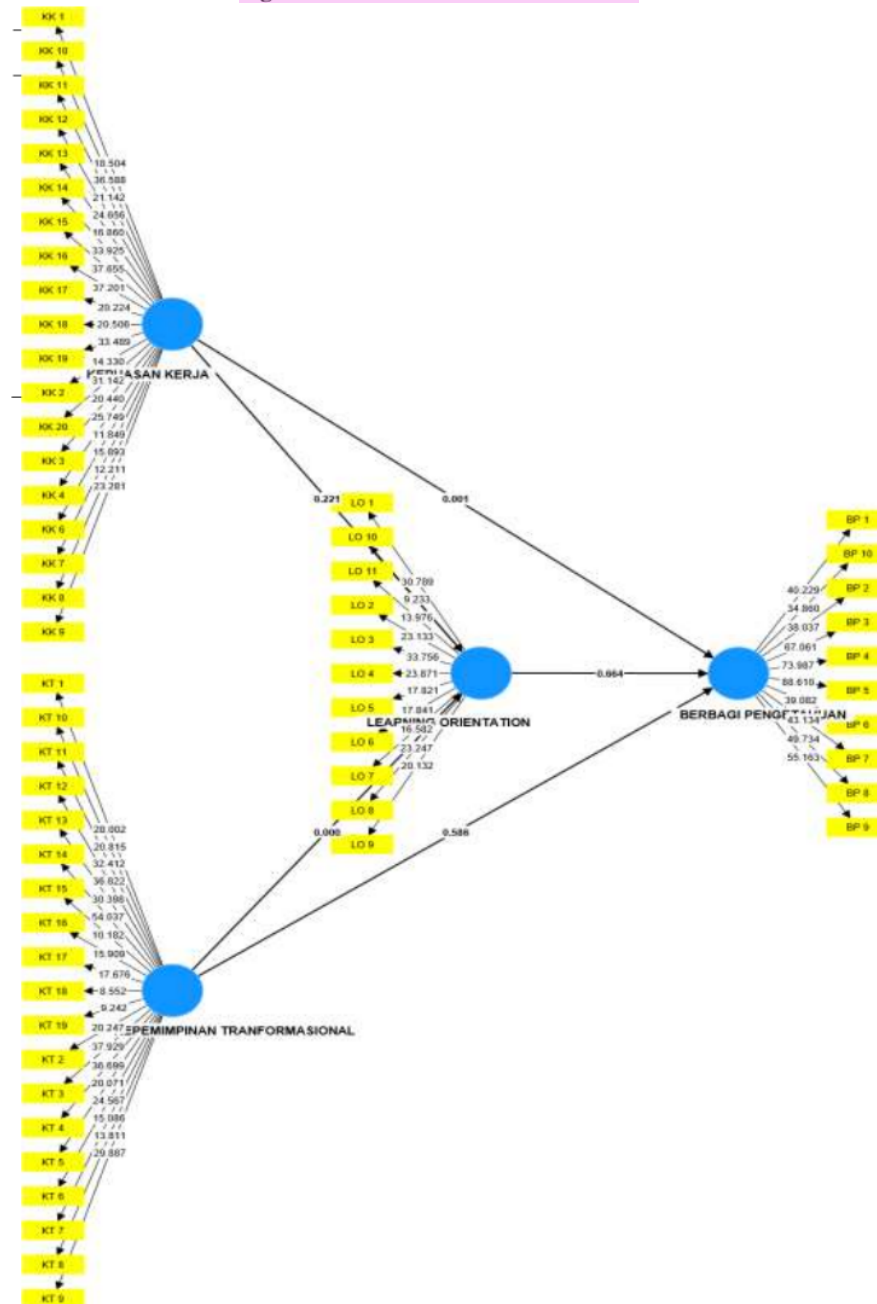 KK 1
KK 10
KK 11
KK 12
KK 13
KK 14
KK 15
KK 16
KK 17
KK 18
KK 19
KK 2
KK 20
KK 3
KK 4
KK 6
KK 7
KK 8
KK 9
18.504
36.588
21.142
24.656
16.860
33.925
37.655
37.201
20.224
20.506
33.489
14.330
31.142
20.440
25.749
11.849
15.893
12.211
23.281
KERJA
0.221
0.001
LO 1
LO 10
LO 11
LO 2
LO 3
LO 4
LO 5
LO 6
LO 7
LO 8
LO 9
30.789
9.233
13.976
23.133
33.756
23.871
17.821
17.841
16.582
23.247
20.132
LEARNING ORIENTATION
0.664
BP 1
BP 10
BP 2
BP 3
BP 4
BP 5
BP 6
BP 7
BP 8
BP 9
40.229
34.860
38.037
67.061
73.987
88.618
39.082
43.134
49.734
55.163
BERBAGI PENGETAHUAN
KT 1
KT 10
KT 11
KT 12
KT 13
KT 14
KT 15
KT 16
KT 17
KT 18
KT 19
KT 2
KT 3
KT 4
KT 5
KT 6
KT 7
KT 8
KT 9
28.002
20.815
32.412
36.822
30.398
54.037
10.182
15.909
17.676
8.552
9.242
20.247
37.929
36.699
20.071
24.567
15.086
13.811
29.887
EPEMIMPINAN TRANFORMASIONAL
0.000
0.586